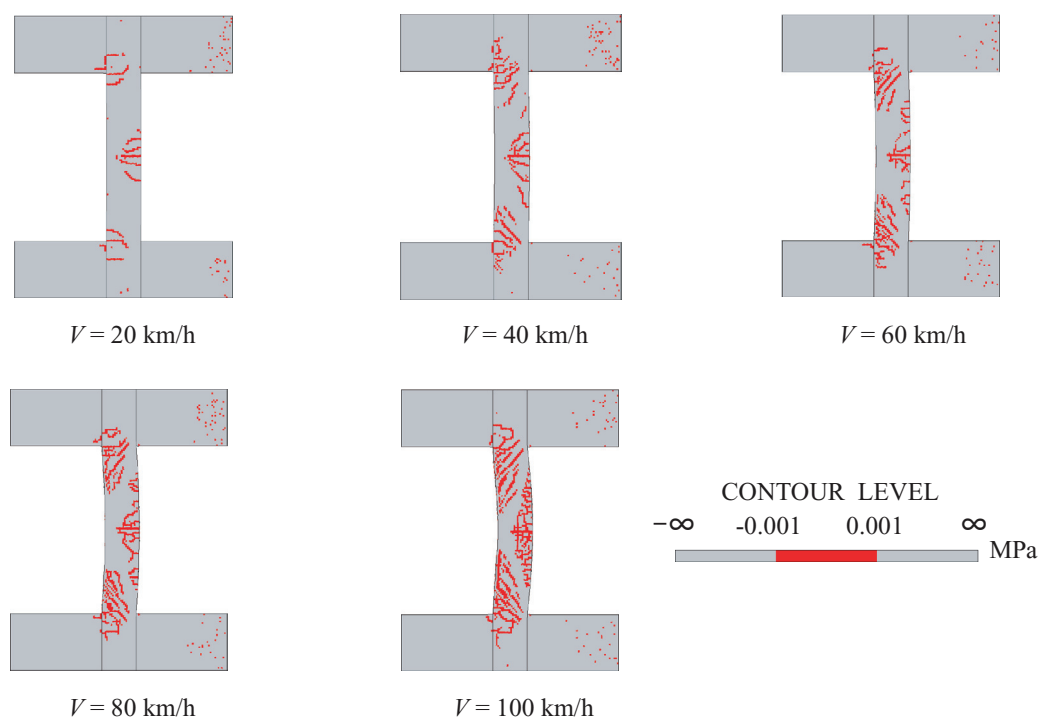 V = 20 km/h
V = 40 km/h
V = 60 km/h
CONTOUR LEVEL
-∞ -0.001 0.001 ∞
MPa
V = 80 km/h
V = 100 km/h